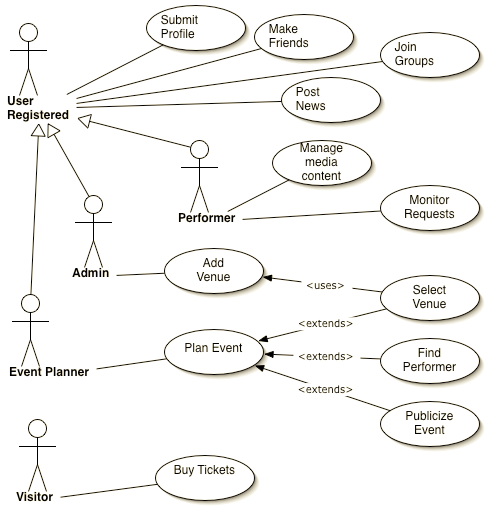 Submit
Profile
Make
Friends
Join
Groups
Post
News
User
Registered
Manage
media
content
Performer
Monitor
Requests
Add
Venue
Admin
<uses>
Select
Venue
<extends>
Plan Event
<extends>
Find
Performer
Event Planner
<extends>
Publicize
Event
Buy Tickets
Visitor